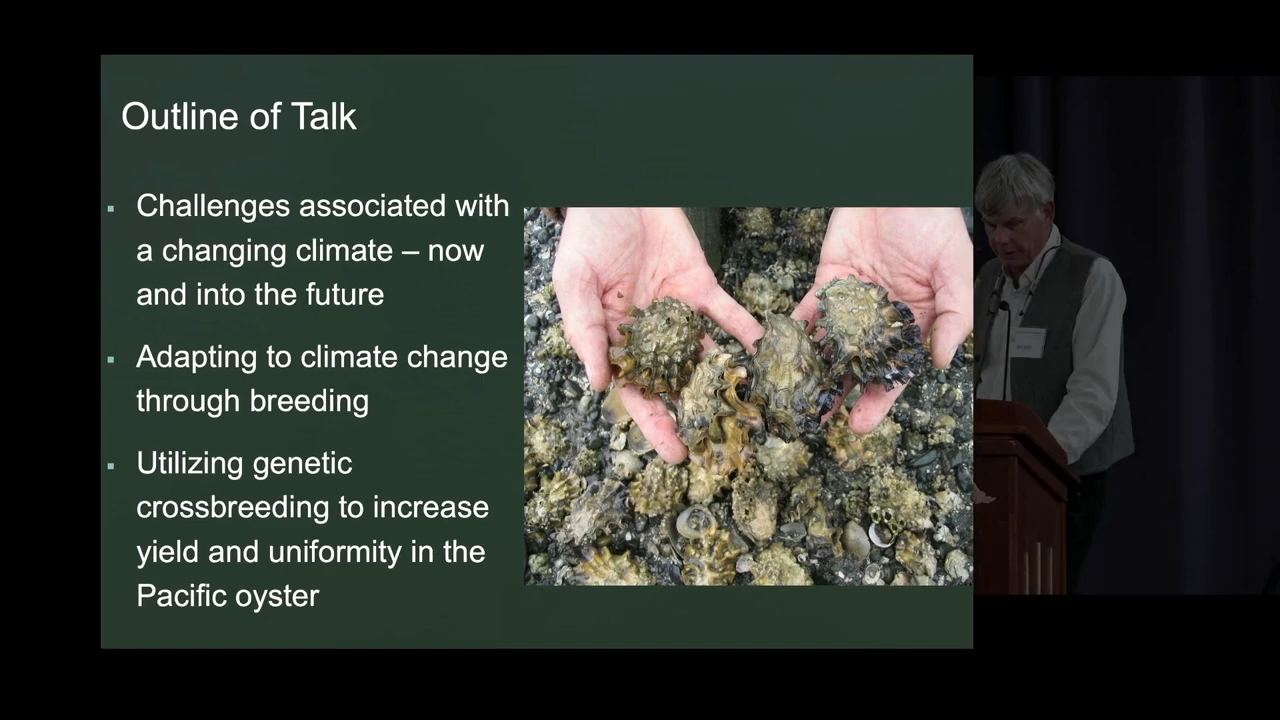 Outline of Talk
▪ Challenges associated with
a changing climate – now
and into the future
▪ Adapting to climate change
through breeding
▪ Utilizing genetic
crossbreeding to increase
yield and uniformity in the
Pacific oyster